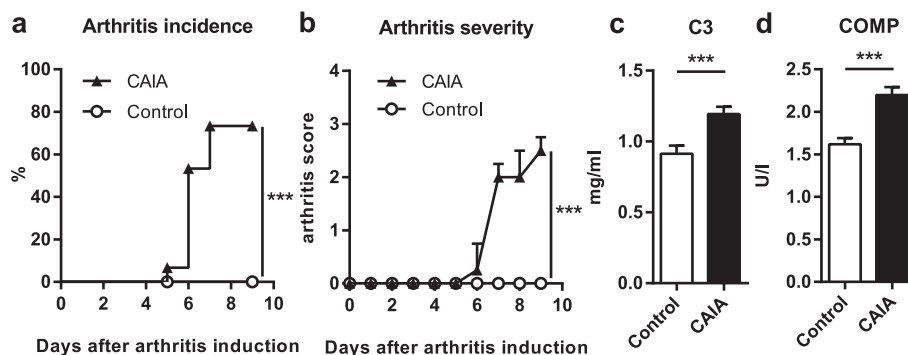 a Arthritis incidence
%
100
80
60
40
20
0
CAIA
Control
***
0 2 4 6 8 10
Days after arthritis induction
b Arthritis severity
arthritis score
4
3
2
1
0
CAIA
Control
***
0 2 4 6 8 10
Days after arthritis induction
c C3
***
mg/ml
1.5
1.0
0.5
0.0
Control CAIA
d COMP
***
U/l
2.5
2.0
1.5
1.0
0.5
0.0
Control CAIA